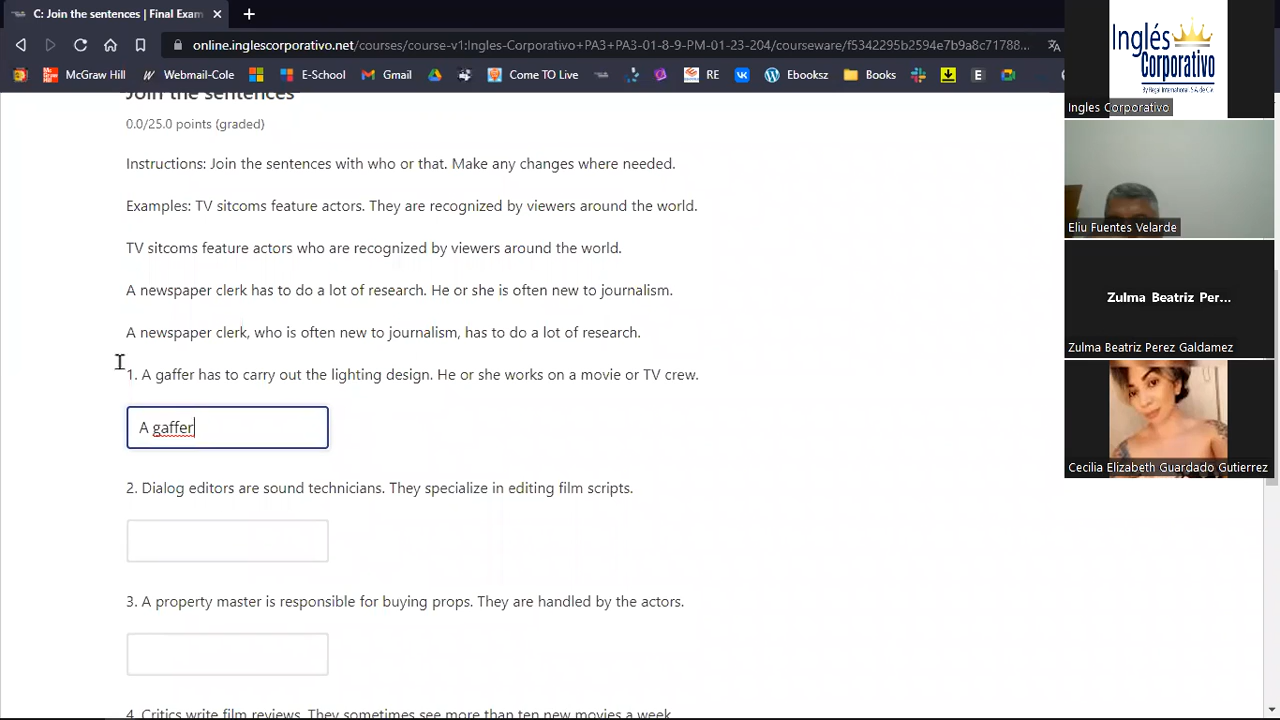 C: Join the sentences | Final Exam
online.inglescorporativo.net/courses/course-v1:Ingles-Corporativo+PA3+PA3-01-8-9-PM-01-23-204/courseware/f5342295b2594e7b9a8c71788...
McGraw Hill
Webmail-Cole
E-School
Gmail
Come TO Live
RE
Ebooksz
Books
Join the sentences
0.0/25.0 points (graded)
Instructions: Join the sentences with who or that. Make any changes where needed.
Examples: TV sitcoms feature actors. They are recognized by viewers around the world.
TV sitcoms feature actors who are recognized by viewers around the world.
A newspaper clerk has to do a lot of research. He or she is often new to journalism.
A newspaper clerk, who is often new to journalism, has to do a lot of research.
1. A gaffer has to carry out the lighting design. He or she works on a movie or TV crew.
A gaffer
2. Dialog editors are sound technicians. They specialize in editing film scripts.
3. A property master is responsible for buying props. They are handled by the actors.
4. Critics write film reviews. They sometimes see more than ten new movies a week.
Inglés
Corporativo
Ingles Corporativo
Eliu Fuentes Velarde
Zulma Beatriz Per...
Zulma Beatriz Perez Galdamez
Cecilia Elizabeth Guardado Gutierrez